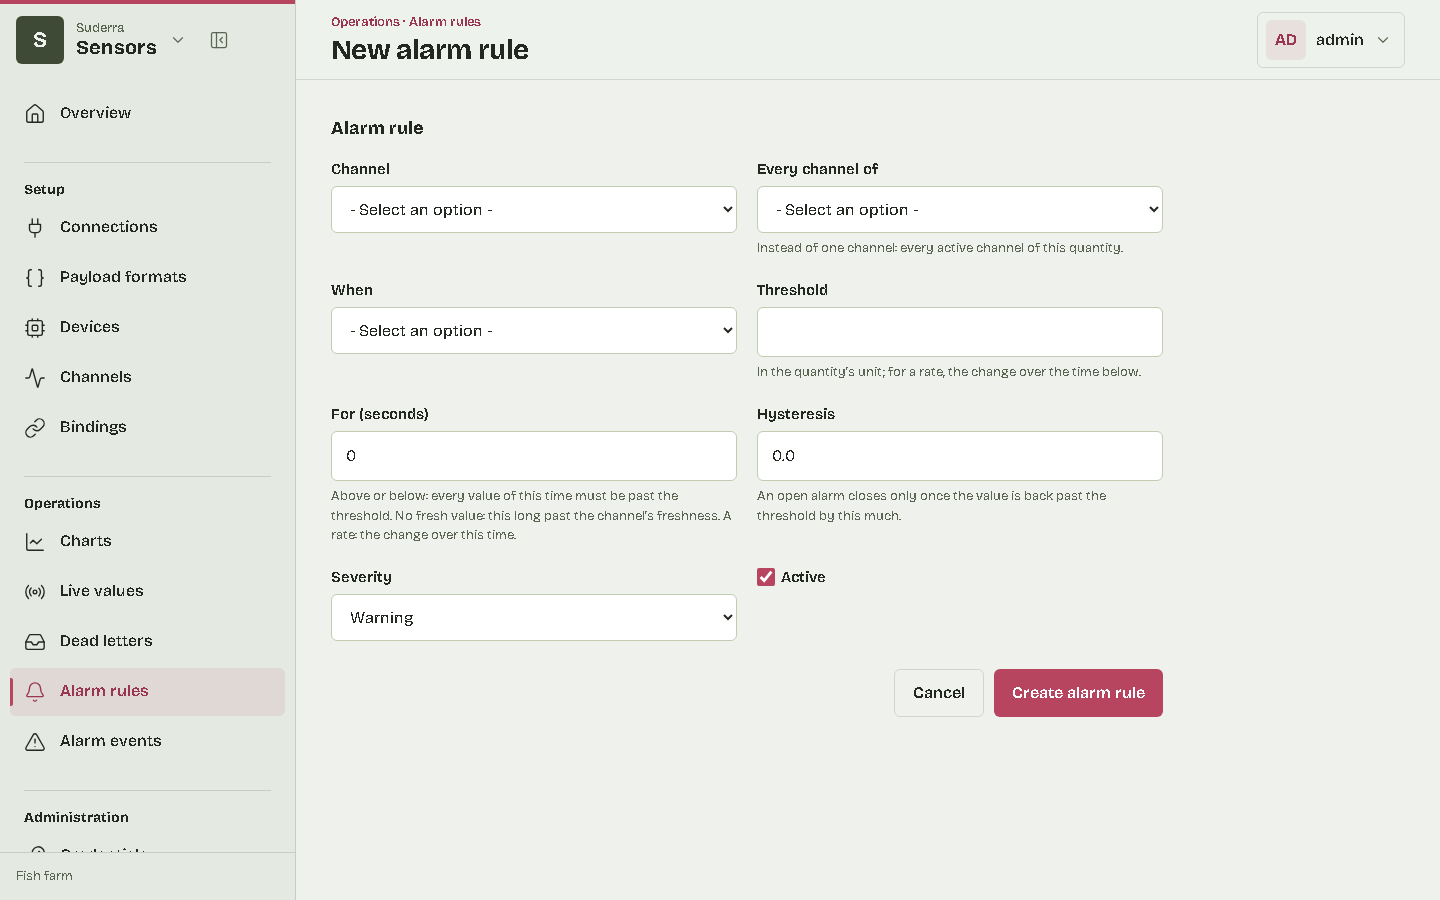 S
Suderra
Sensors
Operations · Alarm rules
New alarm rule
AD
admin
Overview
Setup
Connections
Payload formats
Devices
Channels
Bindings
Operations
Charts
Live values
Dead letters
Alarm rules
Alarm events
Administration
Fish farm
Alarm rule
Channel
- Select an option -
Every channel of
- Select an option -
Instead of one channel: every active channel of this quantity.
When
- Select an option -
Threshold
In the quantity's unit; for a rate, the change over the time below.
For (seconds)
0
Above or below: every value of this time must be past the
threshold. No fresh value: this long past the channel's freshness. A
rate: the change over this time.
Hysteresis
0.0
An open alarm closes only once the value is back past the
threshold by this much.
Severity
Warning
Active
Cancel
Create alarm rule